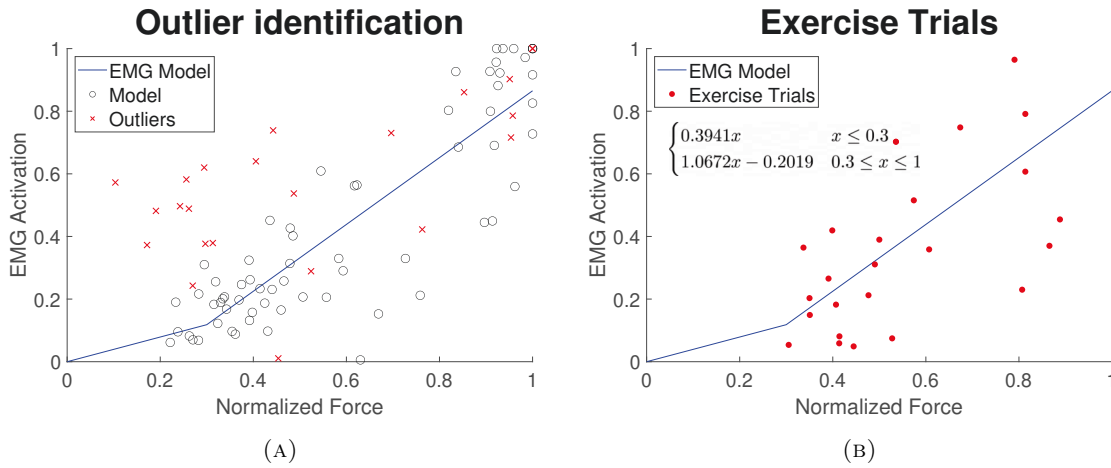 Outlier identification
EMG Model
Model
Outliers
EMG Activation
1
0.8
0.6
0.4
0.2
0
0 0.2 0.4 0.6 0.8 1
Normalized Force
(A)
Exercise Trials
EMG Model
Exercise Trials
0.3941x x ≤ 0.3
1.0672x − 0.2019 0.3 ≤ x ≤ 1
EMG Activation
1
0.8
0.6
0.4
0.2
0
0 0.2 0.4 0.6 0.8 1
Normalized Force
(B)